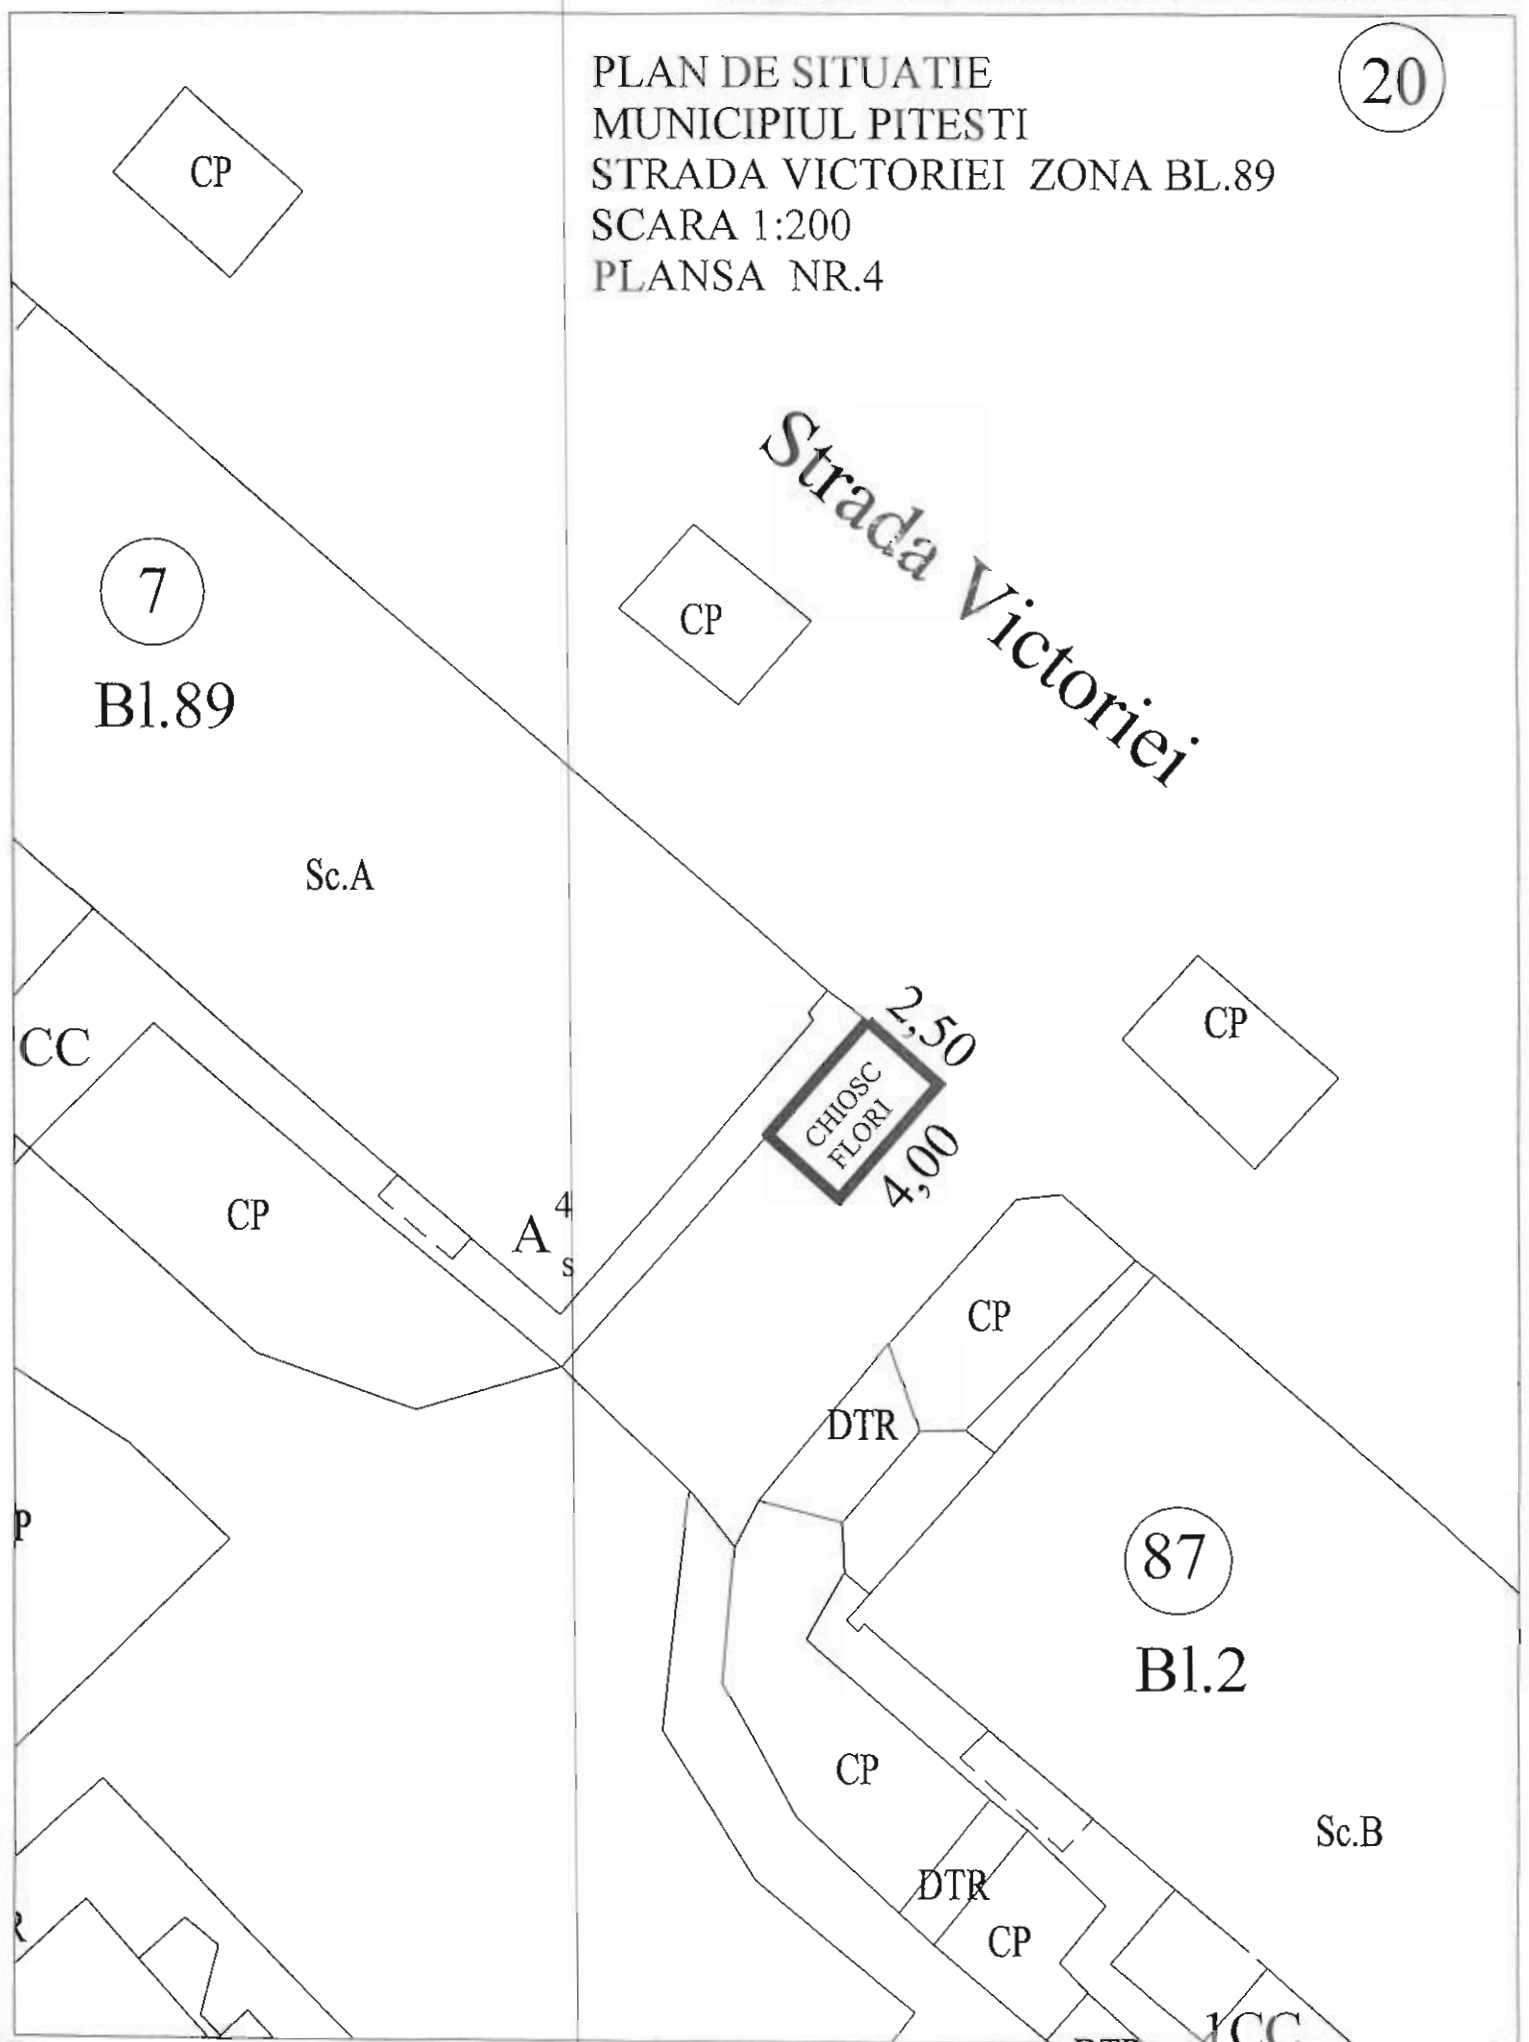 PLAN DE SITUATIE
MUNICIPIUL PITESTI
STRADA VICTORIEI ZONA BL.89
SCARA 1:200
PLANSA NR.4
20
CP
Strada Victoriei
7
Bl.89
CP
Sc.A
2,50
CHIOSC
FLORI
4,00
CP
CC
CP
A 4
s
CP
DTR
87
Bl.2
CP
Sc.B
DTR
CP
1CC